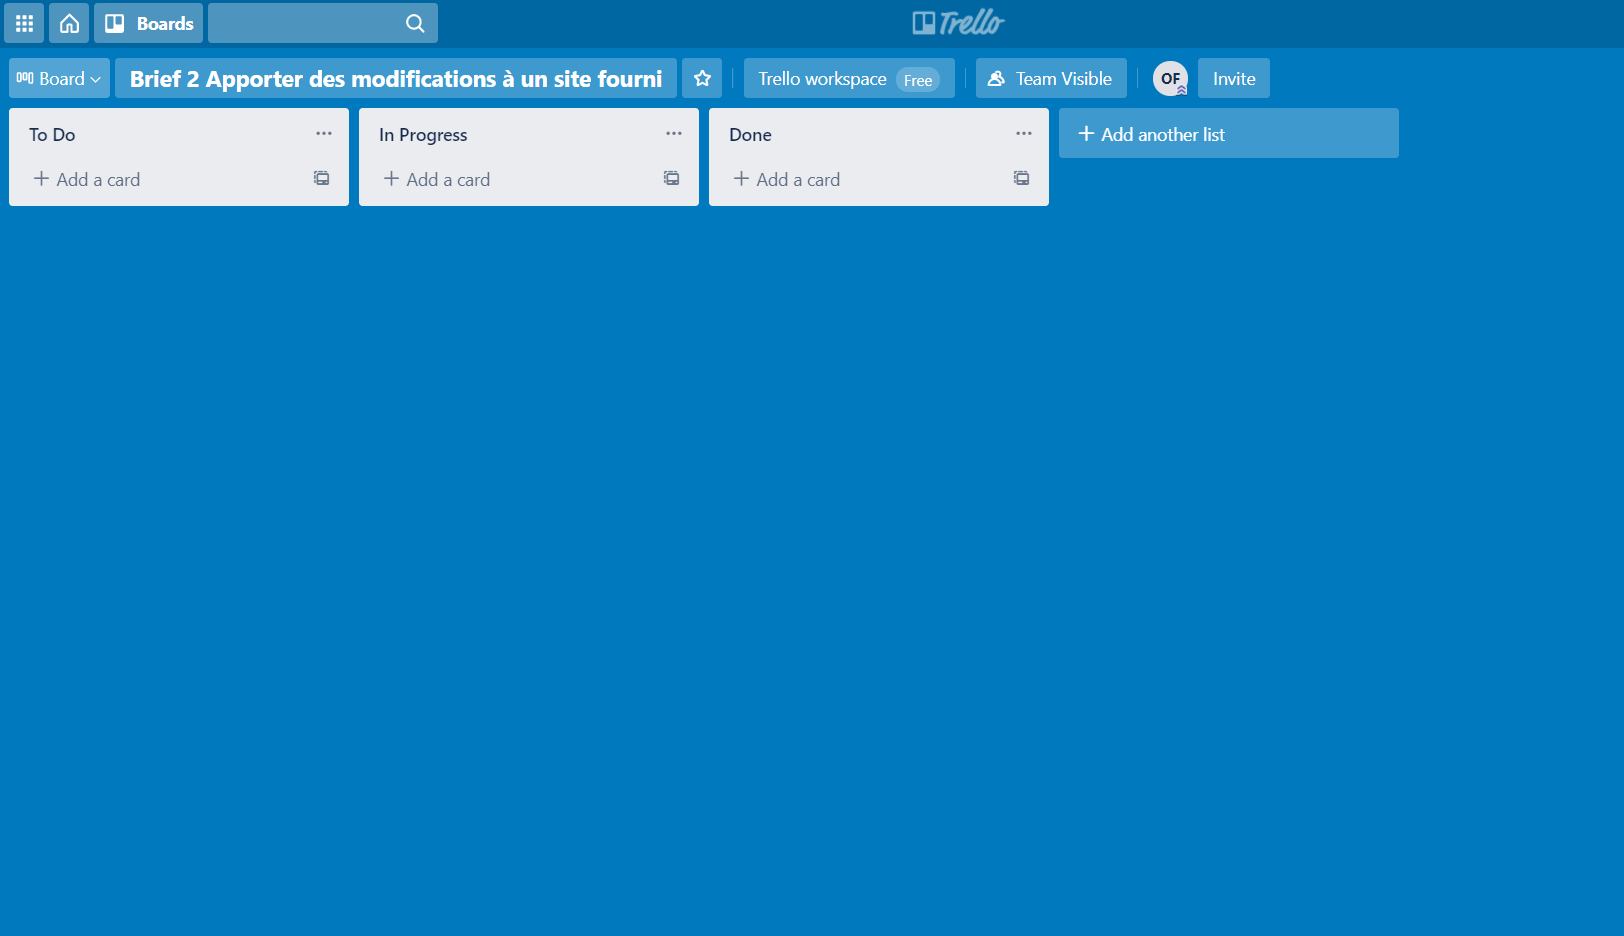 Boards
Trello
Board
Brief 2 Apporter des modifications à un site fourni
Trello workspace Free
Team Visible
OF
Invite
To Do
Add a card
In Progress
Add a card
Done
Add a card
Add another list